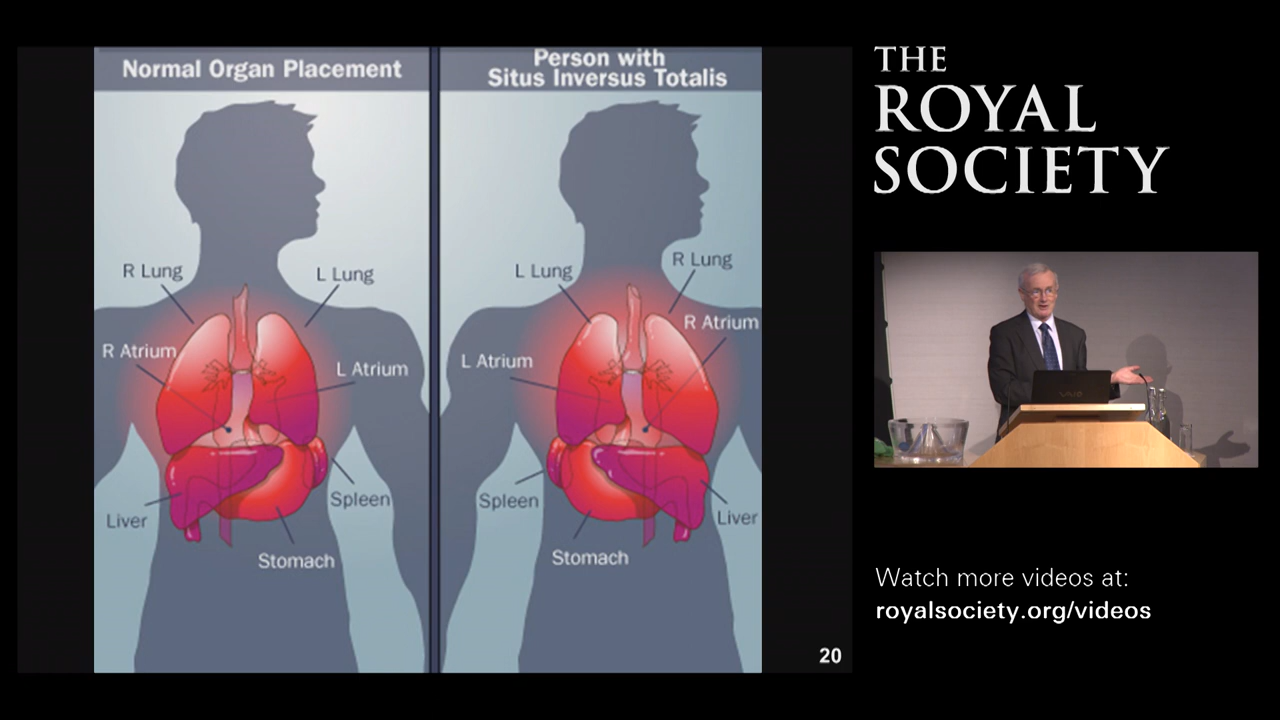 Normal Organ Placement
R Lung
L Lung
R Atrium
L Atrium
Liver
Spleen
Stomach
Person with
Situs Inversus Totalis
L Lung
R Lung
R Atrium
L Atrium
Spleen
Liver
Stomach
20
THE
ROYAL
SOCIETY
VAIO
Watch more videos at:
royalsociety.org/videos